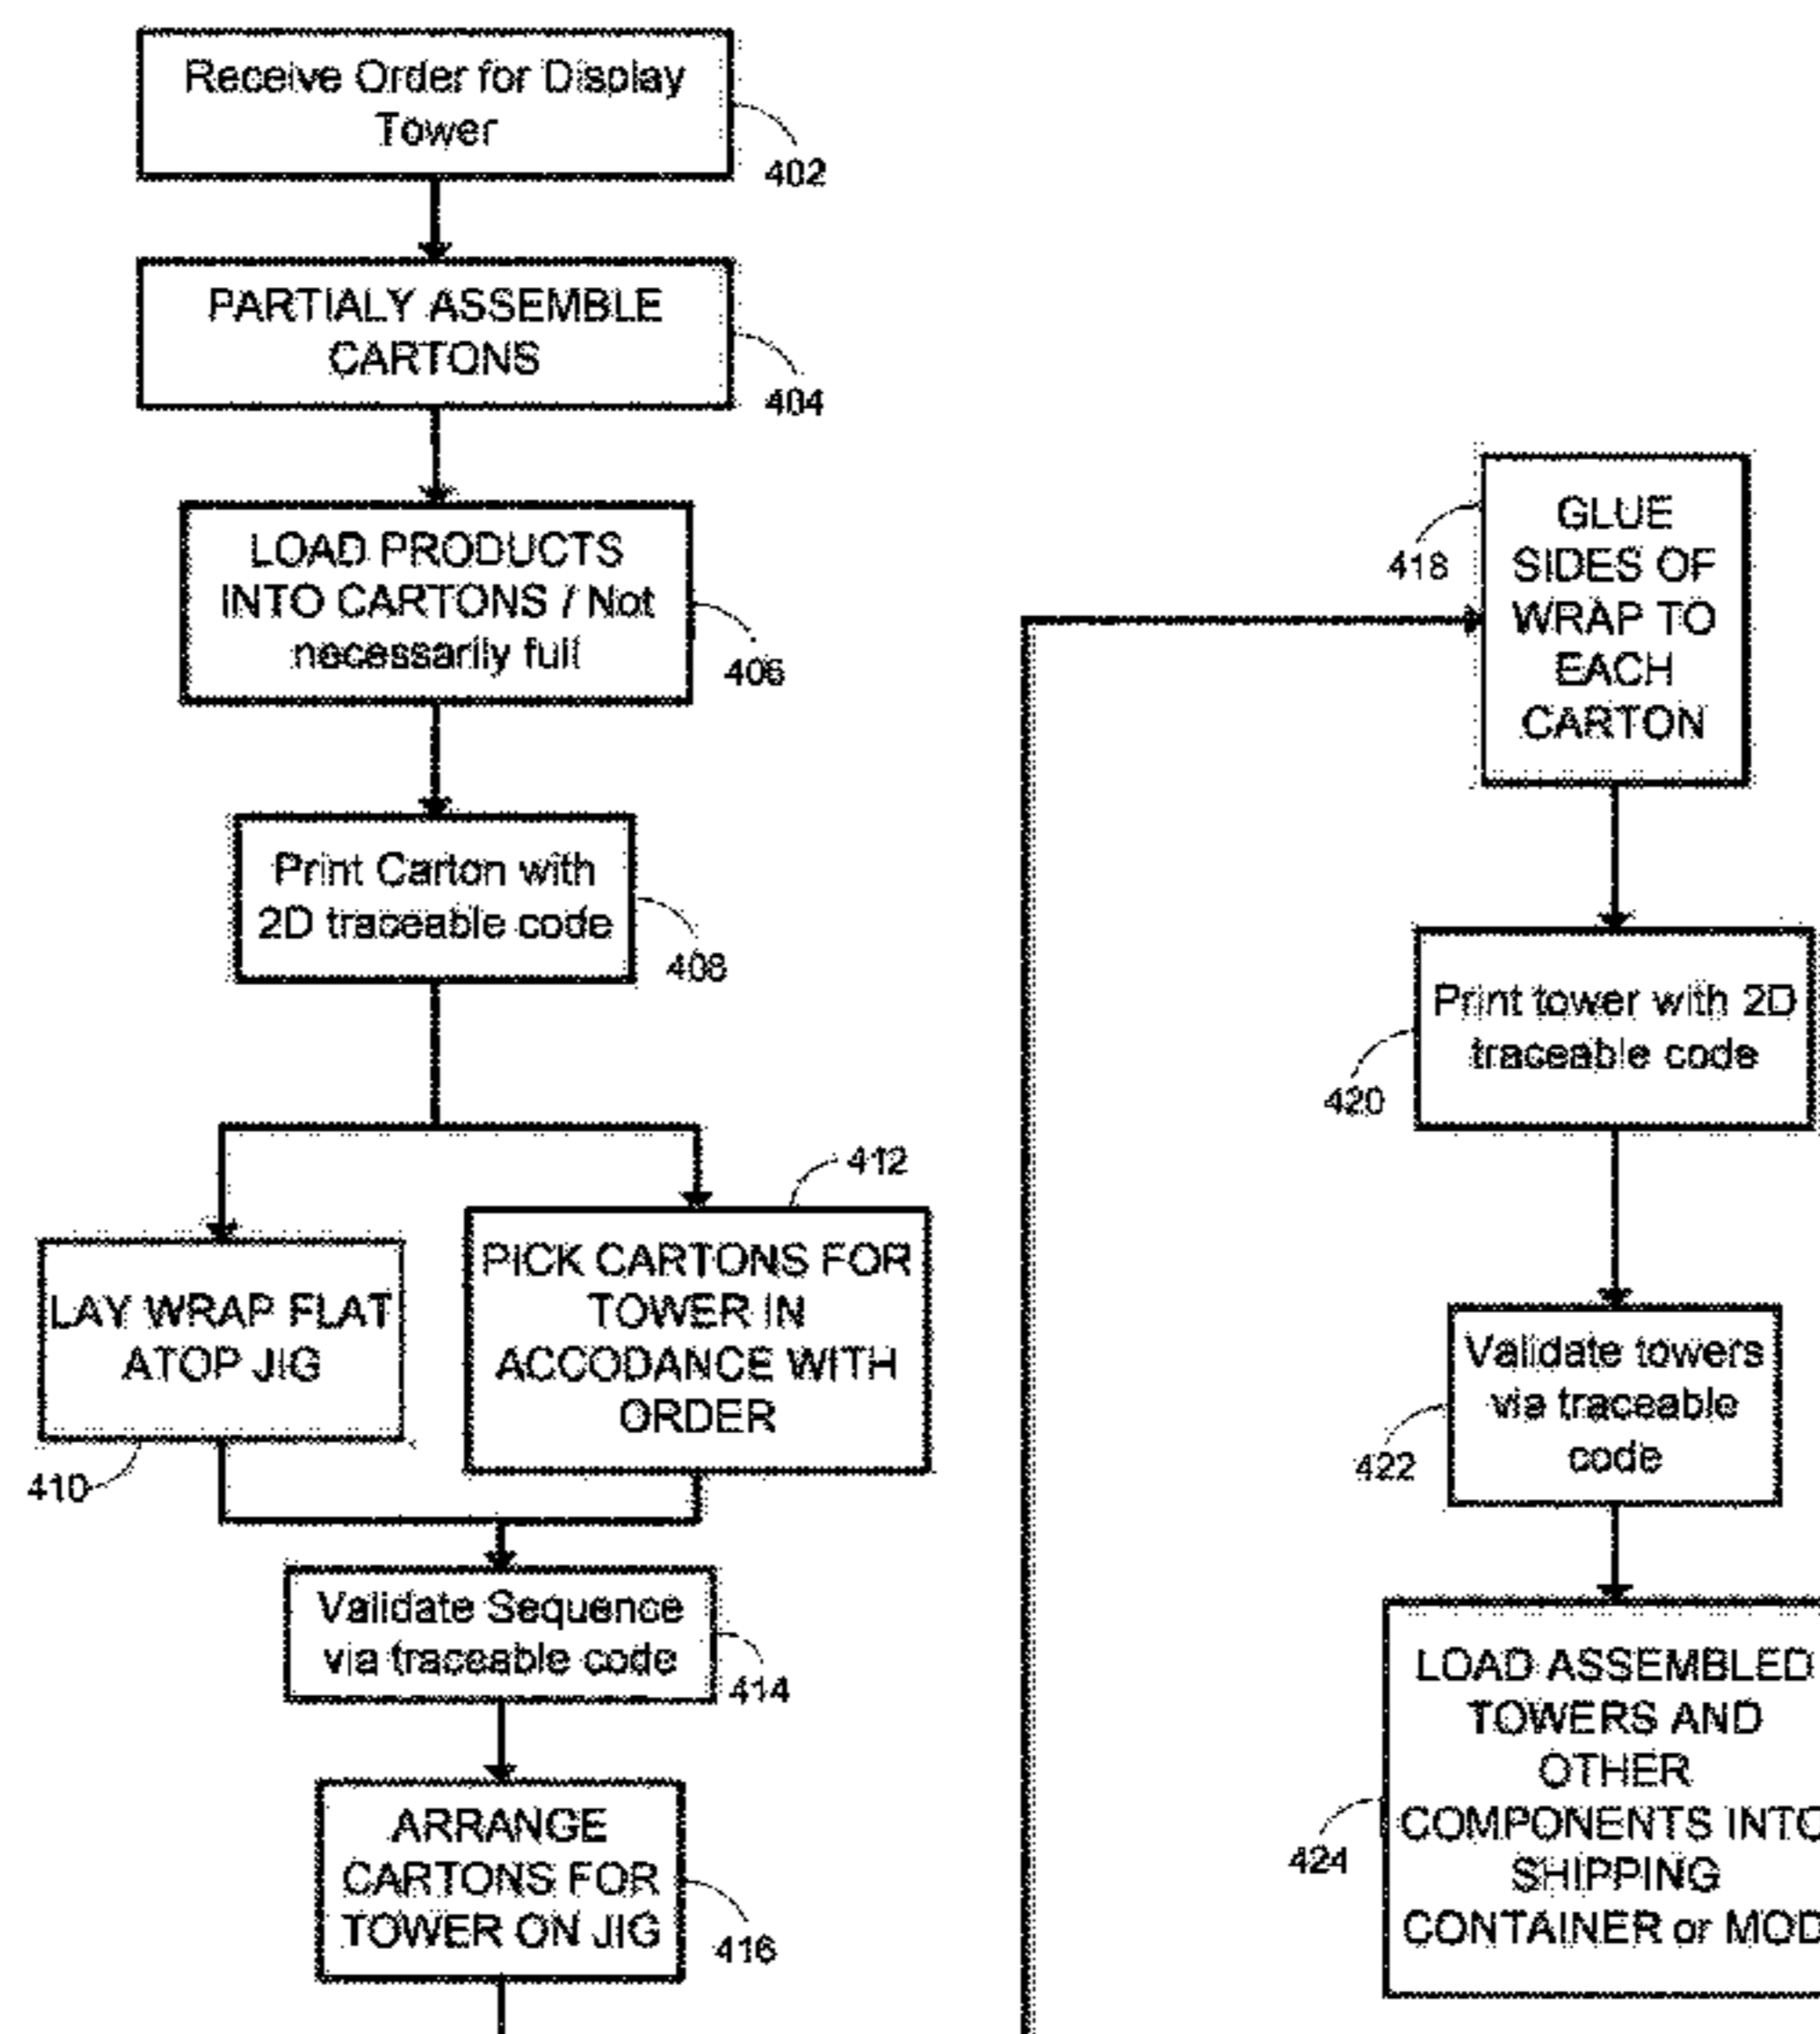 Receive Order for Display
Tower
402
PARTIALY ASSEMBLE
CARTONS
404
LOAD PRODUCTS
INTO CARTONS / Not
necessarily full
406
Print Carton with
2D traceable code
408
LAY WRAP FLAT
ATOP JIG
410
412
PICK CARTONS FOR
TOWER IN
ACCODANCE WITH
ORDER
Validate Sequence
via traceable code
414
ARRANGE
CARTONS FOR
TOWER ON JIG
416
GLUE
SIDES OF
WRAP TO
EACH
CARTON
418
Print tower with 2D
traceable code
420
Validate towers
via traceable
code
422
LOAD ASSEMBLED
TOWERS AND
OTHER
COMPONENTS INTO
SHIPPING
CONTAINER or MOD
424